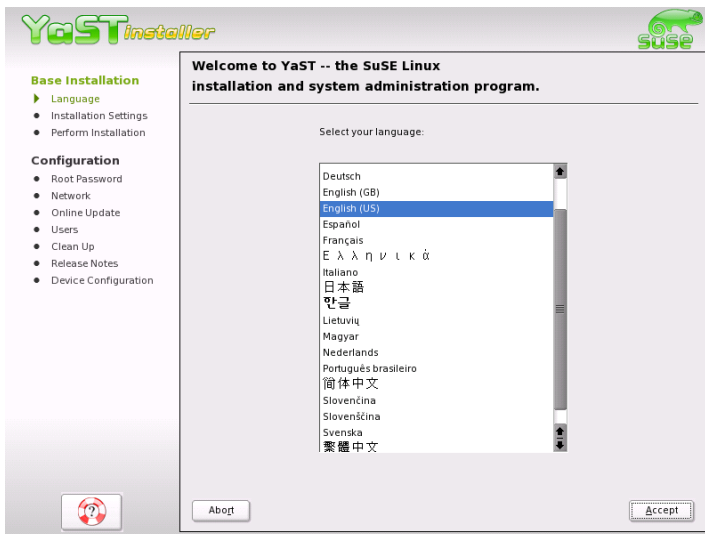 YaST installer
SUSE
Base Installation
Language
Installation Settings
Perform Installation
Configuration
Root Password
Network
Online Update
Users
Clean Up
Release Notes
Device Configuration
Welcome to YaST -- the SuSE Linux
installation and system administration program.
Select your language:
Deutsch
English (GB)
English (US)
Español
Français
Ελληνικὰ
Italiano
日本語
한글
Lietuvių
Magyar
Nederlands
Português brasileiro
简体中文
Slovenčina
Slovenščina
Svenska
繁體中文
?
Abort
Accept